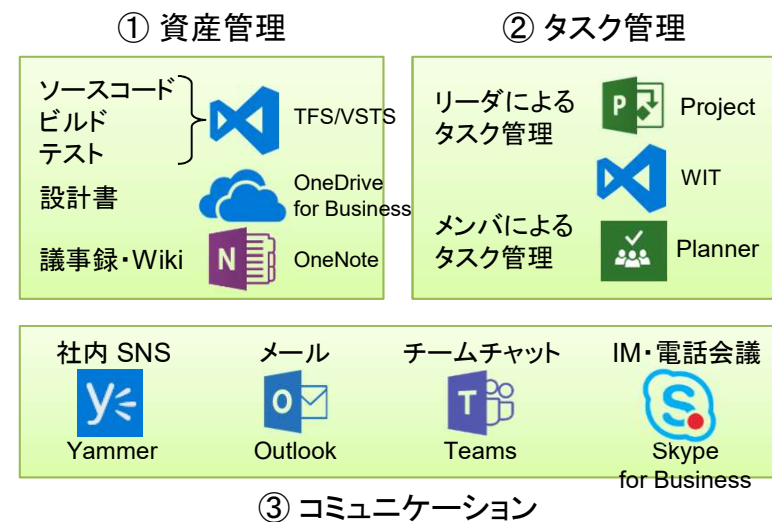 ① 資産管理
ソースコード
ビルド
テスト
TFS/VSTS
設計書
OneDrive
for Business
議事録・Wiki
N
OneNote
② タスク管理
リーダによる
タスク管理
P
Project
WIT
メンバによる
タスク管理
Planner
社内 SNS
Yammer
メール
O
Outlook
チームチャット
T
Teams
IM・電話会議
S
Skype
for Business
③ コミュニケーション